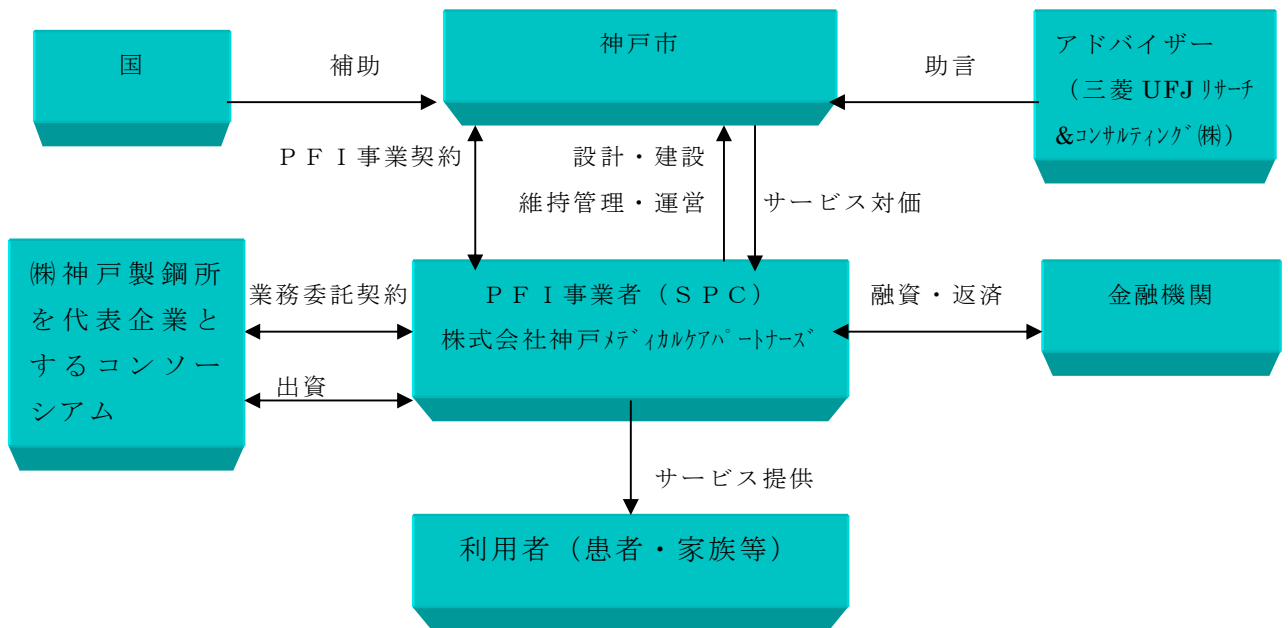 国
補助
神戸市
助言
アドバイザー
（三菱UFJﾘｻｰﾁ
&ｺﾝｻﾙﾃｨﾝｸﾞ㈱）
ＰＦＩ事業契約
設計・建設
維持管理・運営
サービス対価
㈱神戸製鋼所
を代表企業と
するコンソー
シアム
業務委託契約
出資
ＰＦＩ事業者（ＳＰＣ）
株式会社神戸ﾒﾃﾞｨｶﾙｹｱﾊﾟｰﾄﾅｰｽﾞ
融資・返済
金融機関
サービス提供
利用者（患者・家族等）